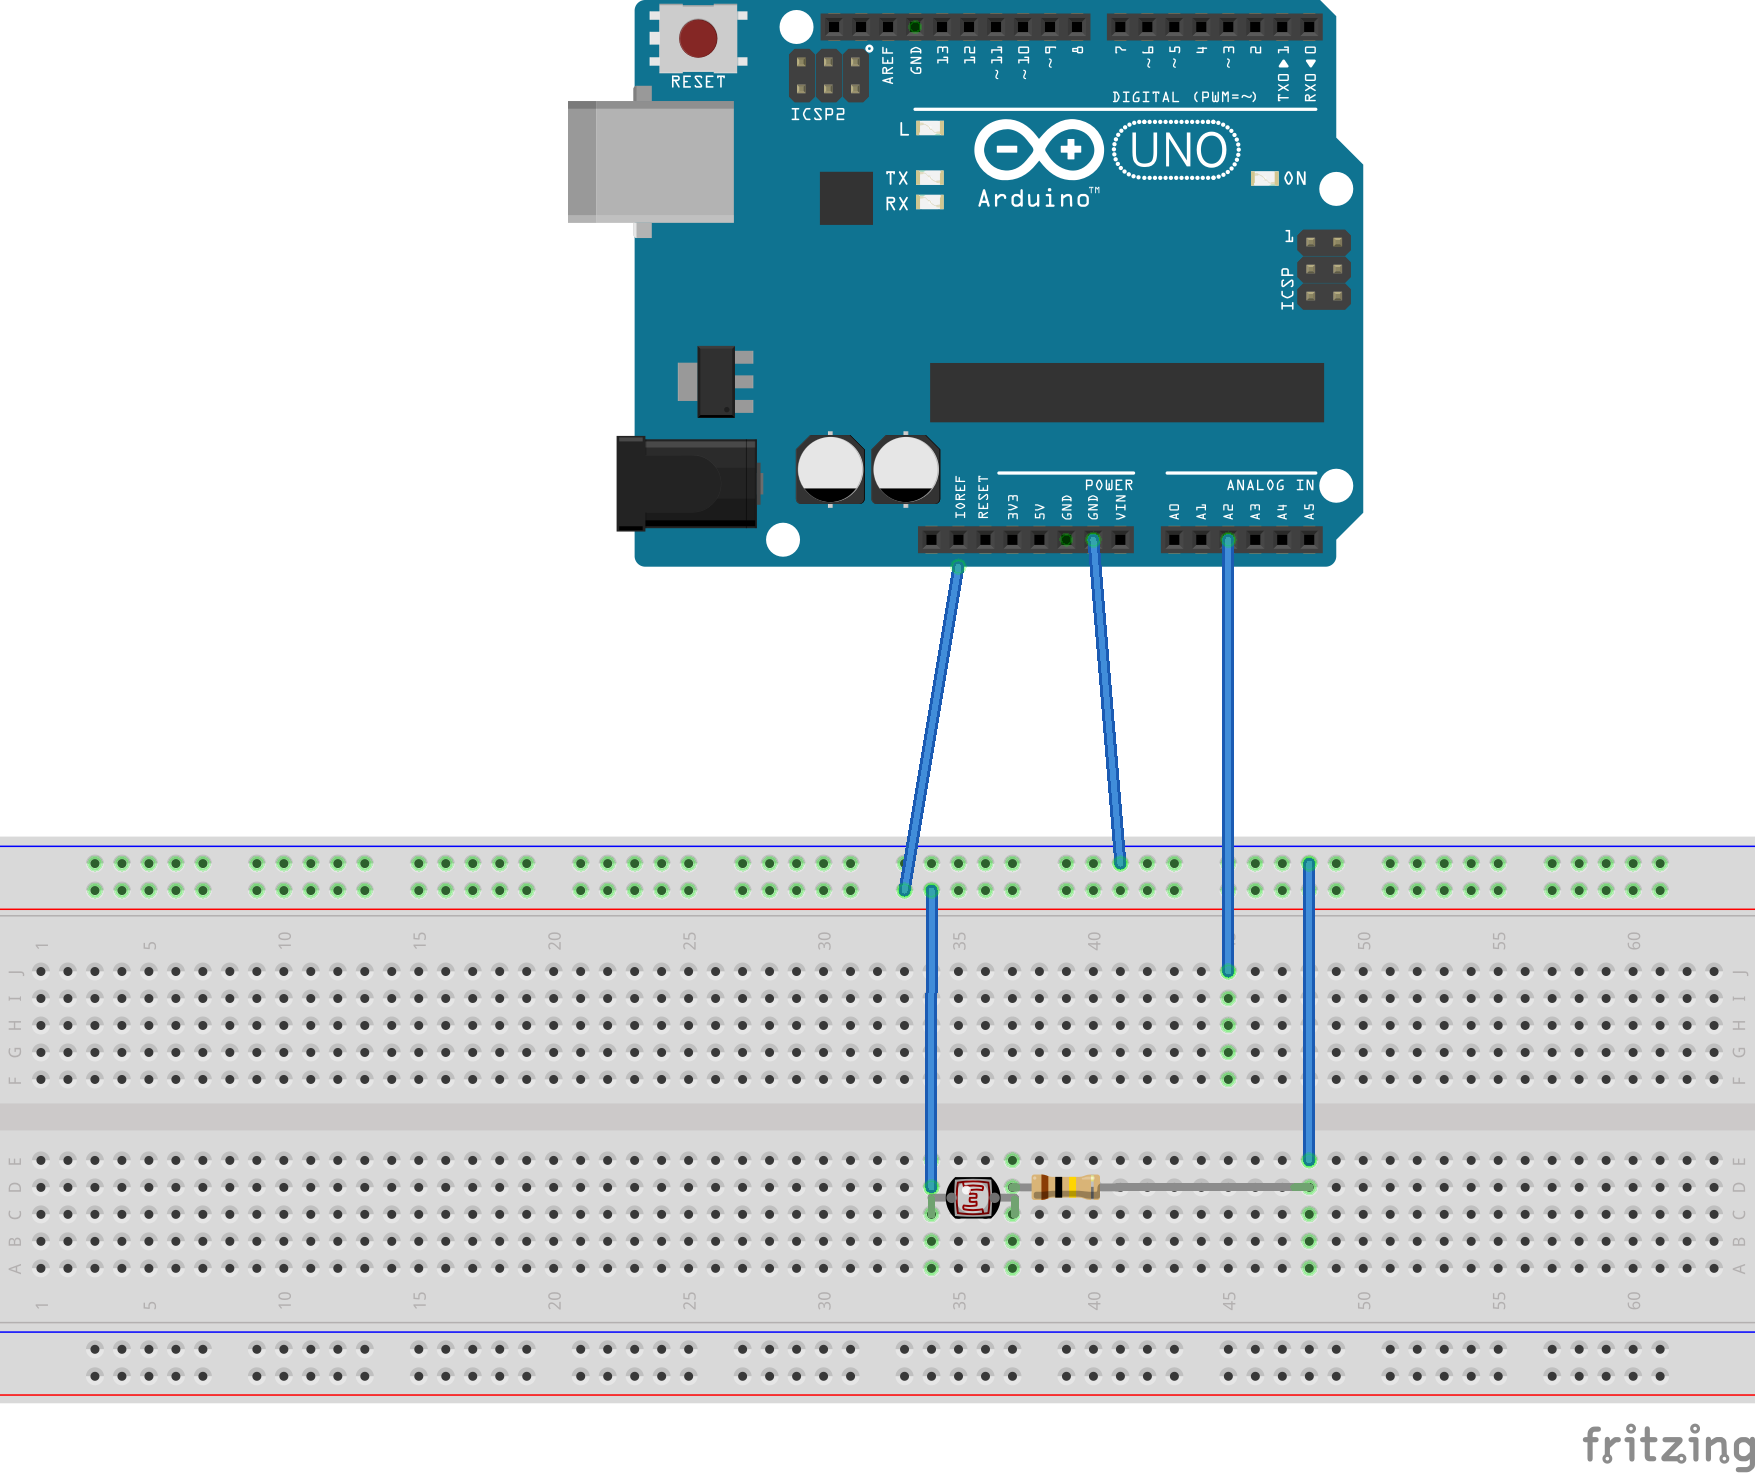 RESET
ICSP2
AREF
GND
13
12
~11
~10
~9
8
7
~6
~5
4
~3
2
TX0▶1
RX0◀0
DIGITAL (PWM=~)
L
TX
RX
Arduino™
UNO
ON
1
ICSP
IOREF
RESET
3V3
5V
GND
GND
VIN
POWER
ANALOG IN
A0
A1
A2
A3
A4
A5
1 5 10 15 20 25 30 35 40 50 55 60
J J
I I
H H
G G
F F
E E
D D
C C
B B
A A
1 5 10 15 20 25 30 35 40 45 50 55 60
fritzing